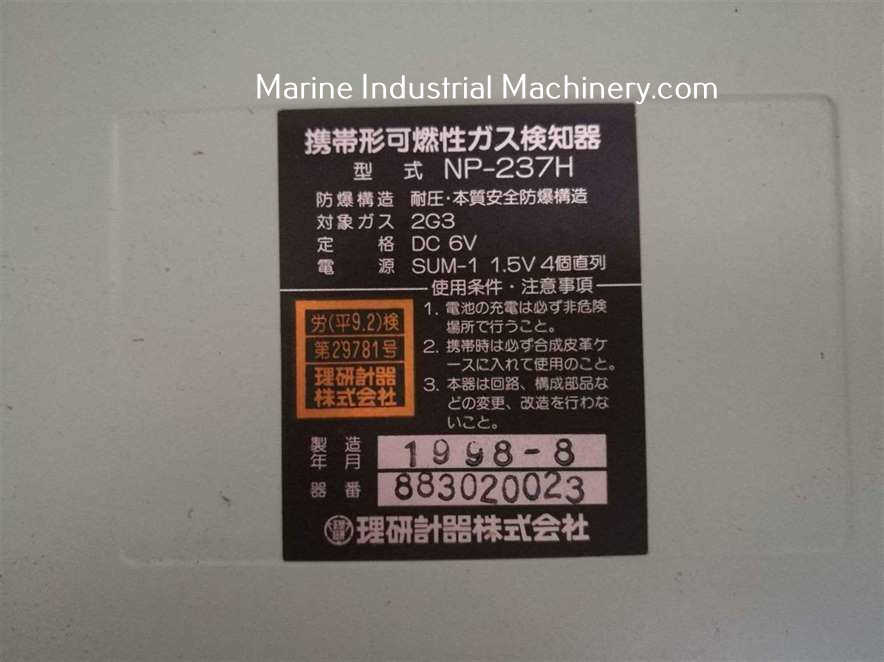 Marine Industrial Machinery.com
携帯形可燃性ガス検知器
型 式 NP-237H
防爆構造 耐圧・本質安全防爆構造
対象ガス 2G3
定 格 DC 6V
電 源 SUM-1 1.5V 4個直列
使用条件・注意事項
労(平9.2)検
第29781号
理研計器
株式会社
1. 電池の充電は必ず非危険
場所で行うこと。
2. 携帯時は必ず合成皮革ケ
ースに入れて使用のこと。
3. 本器は回路、構成部品な
どの変更、改造を行わな
いこと。
製造
年月 1998-8
器番 883020023
理研 理研計器株式会社